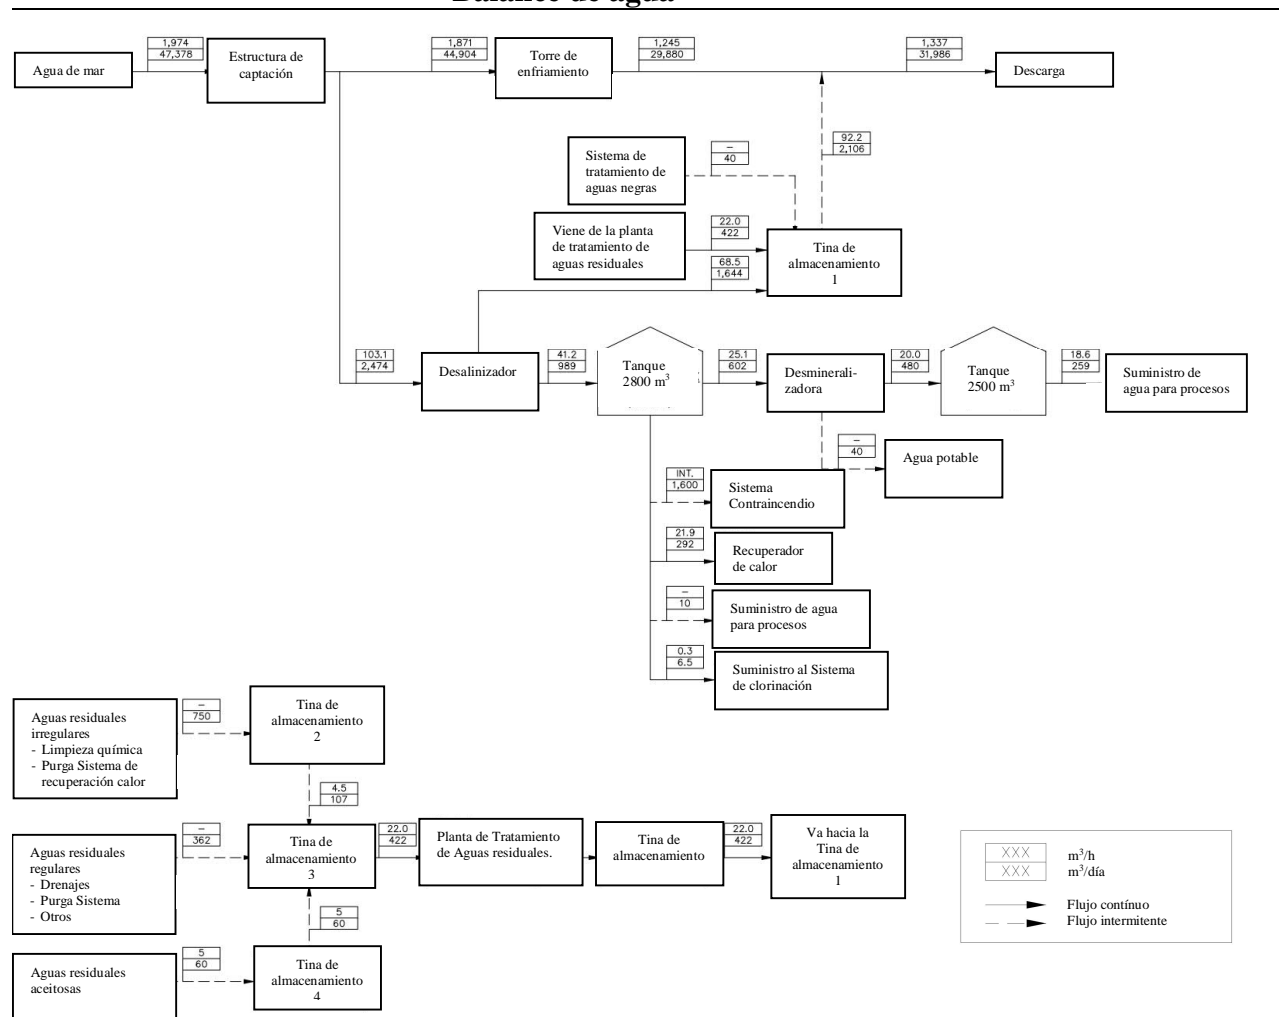 Balance de agua
1,974
47,378
1,871
44,904
1,245
29,880
1,337
31,986
Agua de mar
Estructura de
captación
Torre de
enfriamiento
Descarga
92.2
2,106
Sistema de
tratamiento de
aguas negras
–
40
Viene de la planta
de tratamiento de
aguas residuales
22.0
422
68.5
1,644
Tina de
almacenamiento
1
103.1
2,474
Desalinizador
41.2
989
Tanque
2800 m³
25.1
602
Desminerali-
zadora
20.0
480
Tanque
2500 m³
18.6
259
Suministro de
agua para procesos
–
40
Agua potable
INT.
1,600
Sistema
Contraincendio
21.9
292
Recuperador
de calor
–
10
Suministro de agua
para procesos
0.3
6.5
Suministro al Sistema
de clorinación
Aguas residuales
irregulares
- Limpieza química
- Purga Sistema de
recuperación calor
–
750
Tina de
almacenamiento
2
4.5
107
Aguas residuales
regulares
- Drenajes
- Purga Sistema
- Otros
–
362
Tina de
almacenamiento
3
22.0
422
Planta de Tratamiento
de Aguas residuales.
Tina de
almacenamiento
22.0
422
Va hacia la
Tina de
almacenamiento
1
5
60
Aguas residuales
aceitosas
5
60
Tina de
almacenamiento
4
XXX
m³/h
XXX
m³/día
Flujo contínuo
Flujo intermitente